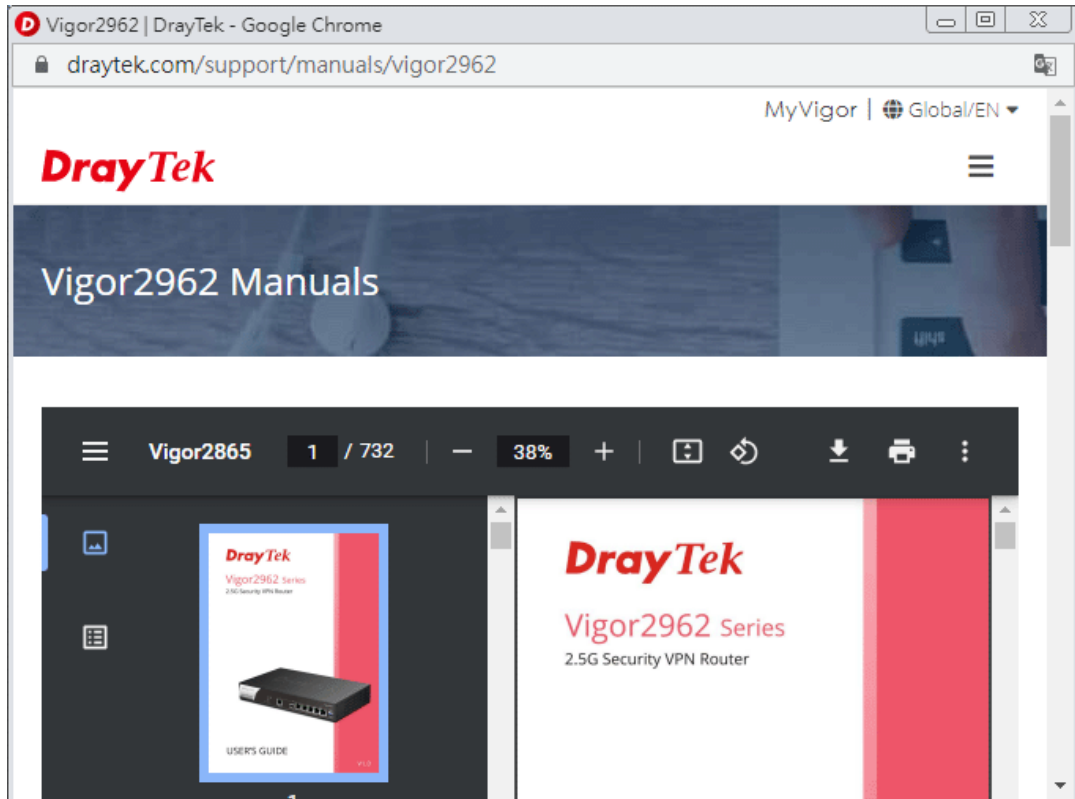 Vigor2962 | DrayTek - Google Chrome
draytek.com/support/manuals/vigor2962
MyVigor | Global/EN
DrayTek
Vigor2962 Manuals
Vigor2865 1 / 732 — 38% +
DrayTek
Vigor2962 Series
2.5G Security VPN Router
USER'S GUIDE
V1.0
1
DrayTek
Vigor2962 Series
2.5G Security VPN Router